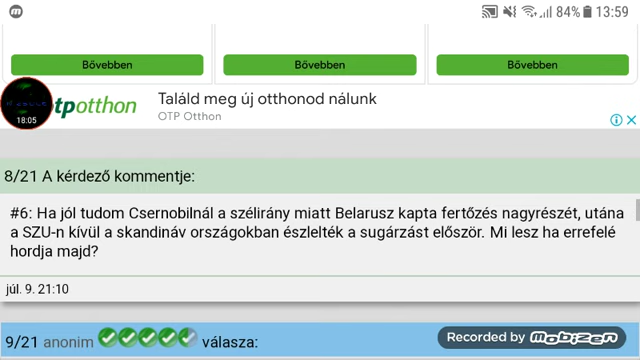 84% 13:59
Bővebben Bővebben Bővebben
18:05
otpotthon
Találd meg új otthonod nálunk
OTP Otthon
8/21 A kérdező kommentje:
#6: Ha jól tudom Csernobilnál a szélirány miatt Belarusz kapta fertőzés nagyrészét, utána
a SZU-n kívül a skandináv országokban észlelték a sugárzást először. Mi lesz ha errefelé
hordja majd?
júl. 9. 21:10
9/21 anonim válasza:
Recorded by mobizen